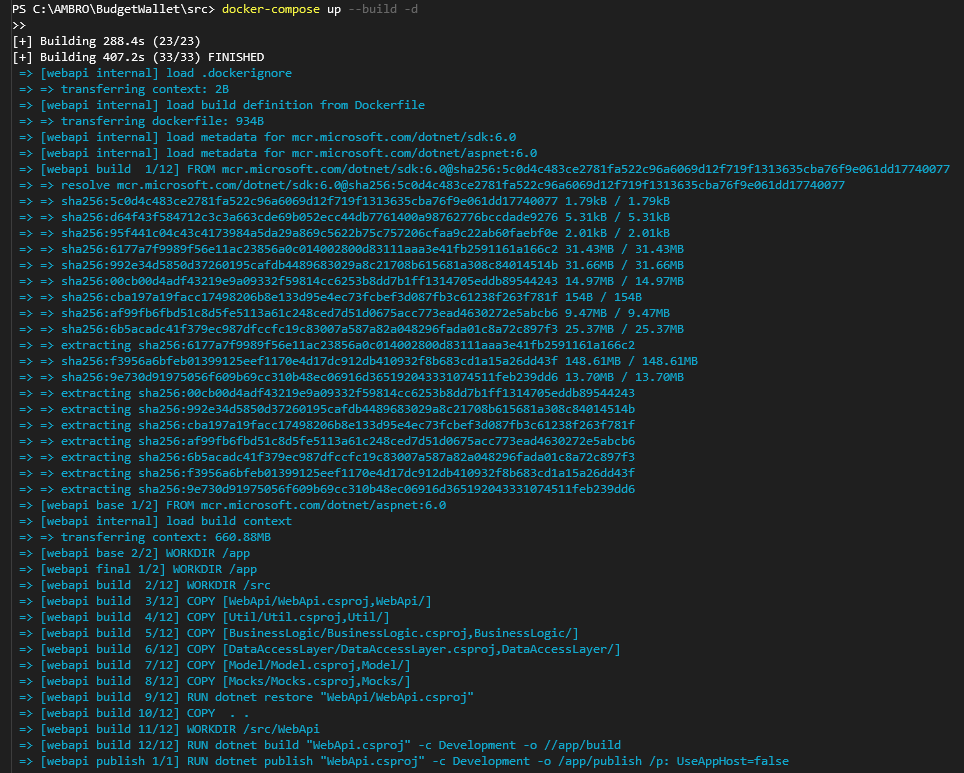 PS C:\AMBRO\BudgetWallet\src> docker-compose up --build -d
>>
[+] Building 288.4s (23/23)
[+] Building 407.2s (33/33) FINISHED
=> [webapi internal] load .dockerignore
=> => transferring context: 2B
=> [webapi internal] load build definition from Dockerfile
=> => transferring dockerfile: 934B
=> [webapi internal] load metadata for mcr.microsoft.com/dotnet/sdk:6.0
=> [webapi internal] load metadata for mcr.microsoft.com/dotnet/aspnet:6.0
=> [webapi build  1/12] FROM mcr.microsoft.com/dotnet/sdk:6.0@sha256:5c0d4c483ce2781fa522c96a6069d12f719f1313635cba76f9e061dd17740077
=> => resolve mcr.microsoft.com/dotnet/sdk:6.0@sha256:5c0d4c483ce2781fa522c96a6069d12f719f1313635cba76f9e061dd17740077
=> => sha256:5c0d4c483ce2781fa522c96a6069d12f719f1313635cba76f9e061dd17740077 1.79kB / 1.79kB
=> => sha256:d64f43f584712c3c3a663cde69b052ecc44db7761400a98762776bccdade9276 5.31kB / 5.31kB
=> => sha256:95f441c04c43c4173984a5da29a869c5622b75c757206cfaa9c22ab60faebf0e 2.01kB / 2.01kB
=> => sha256:6177a7f9989f56e11ac23856a0c014002800d83111aaa3e41fb2591161a166c2 31.43MB / 31.43MB
=> => sha256:992e34d5850d37260195cafdb4489683029a8c21708b615681a308c84014514b 31.66MB / 31.66MB
=> => sha256:00cb00d4adf43219e9a09332f59814cc6253b8dd7b1ff1314705eddb89544243 14.97MB / 14.97MB
=> => sha256:cba197a19facc17498206b8e133d95e4ec73fcbef3d087fb3c61238f263f781f 154B / 154B
=> => sha256:af99fb6fbd51c8d5fe5113a61c248ced7d51d0675acc773ead4630272e5abcb6 9.47MB / 9.47MB
=> => sha256:6b5acadc41f379ec987dfccfc19c83007a587a82a048296fada01c8a72c897f3 25.37MB / 25.37MB
=> => extracting sha256:6177a7f9989f56e11ac23856a0c014002800d83111aaa3e41fb2591161a166c2
=> => sha256:f3956a6bfeb01399125eef1170e4d17dc912db410932f8b683cd1a15a26dd43f 148.61MB / 148.61MB
=> => sha256:9e730d91975056f609b69cc310b48ec06916d365192043331074511feb239dd6 13.70MB / 13.70MB
=> => extracting sha256:00cb00d4adf43219e9a09332f59814cc6253b8dd7b1ff1314705eddb89544243
=> => extracting sha256:992e34d5850d37260195cafdb4489683029a8c21708b615681a308c84014514b
=> => extracting sha256:cba197a19facc17498206b8e133d95e4ec73fcbef3d087fb3c61238f263f781f
=> => extracting sha256:af99fb6fbd51c8d5fe5113a61c248ced7d51d0675acc773ead4630272e5abcb6
=> => extracting sha256:6b5acadc41f379ec987dfccfc19c83007a587a82a048296fada01c8a72c897f3
=> => extracting sha256:f3956a6bfeb01399125eef1170e4d17dc912db410932f8b683cd1a15a26dd43f
=> => extracting sha256:9e730d91975056f609b69cc310b48ec06916d365192043331074511feb239dd6
=> [webapi base 1/2] FROM mcr.microsoft.com/dotnet/aspnet:6.0
=> [webapi internal] load build context
=> => transferring context: 660.88MB
=> [webapi base 2/2] WORKDIR /app
=> [webapi final 1/2] WORKDIR /app
=> [webapi build  2/12] WORKDIR /src
=> [webapi build  3/12] COPY [WebApi/WebApi.csproj,WebApi/]
=> [webapi build  4/12] COPY [Util/Util.csproj,Util/]
=> [webapi build  5/12] COPY [BusinessLogic/BusinessLogic.csproj,BusinessLogic/]
=> [webapi build  6/12] COPY [DataAccessLayer/DataAccessLayer.csproj,DataAccessLayer/]
=> [webapi build  7/12] COPY [Model/Model.csproj,Model/]
=> [webapi build  8/12] COPY [Mocks/Mocks.csproj,Mocks/]
=> [webapi build  9/12] RUN dotnet restore "WebApi/WebApi.csproj"
=> [webapi build 10/12] COPY  . .
=> [webapi build 11/12] WORKDIR /src/WebApi
=> [webapi build 12/12] RUN dotnet build "WebApi.csproj" -c Development -o //app/build
=> [webapi publish 1/1] RUN dotnet publish "WebApi.csproj" -c Development -o /app/publish /p: UseAppHost=false